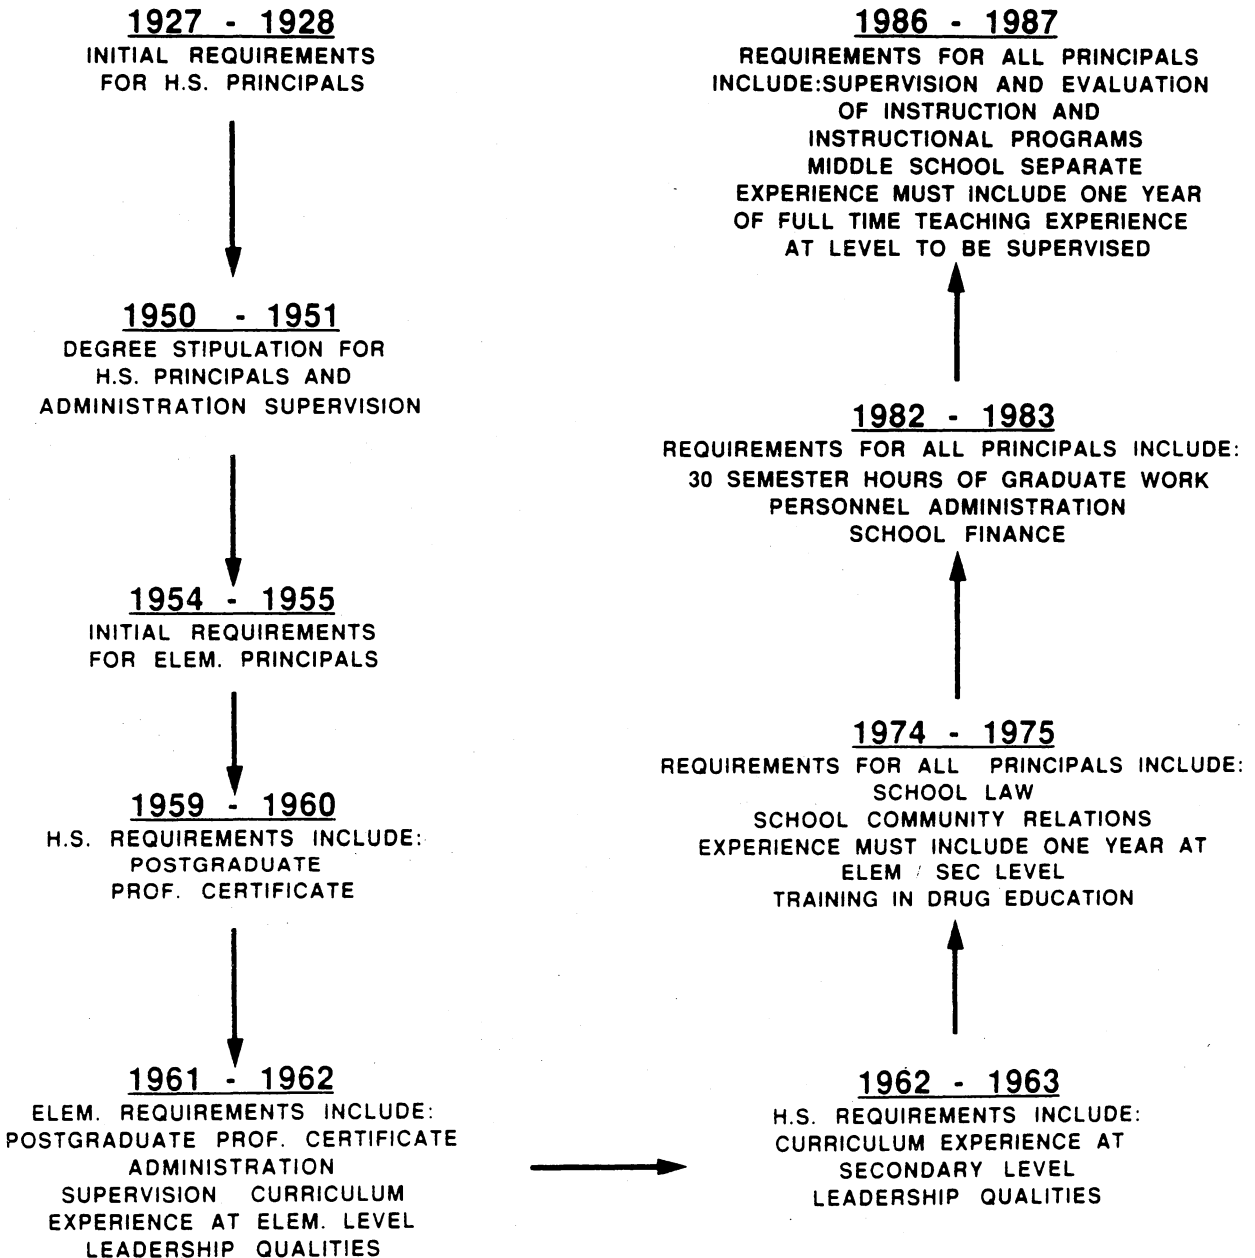 1927 - 1928
INITIAL REQUIREMENTS
FOR H.S. PRINCIPALS
1950 - 1951
DEGREE STIPULATION FOR
H.S. PRINCIPALS AND
ADMINISTRATION SUPERVISION
1954 - 1955
INITIAL REQUIREMENTS
FOR ELEM. PRINCIPALS
1959 - 1960
H.S. REQUIREMENTS INCLUDE:
POSTGRADUATE
PROF. CERTIFICATE
1961 - 1962
ELEM. REQUIREMENTS INCLUDE:
POSTGRADUATE PROF. CERTIFICATE
ADMINISTRATION
SUPERVISION CURRICULUM
EXPERIENCE AT ELEM. LEVEL
LEADERSHIP QUALITIES
1962 - 1963
H.S. REQUIREMENTS INCLUDE:
CURRICULUM EXPERIENCE AT
SECONDARY LEVEL
LEADERSHIP QUALITIES
1974 - 1975
REQUIREMENTS FOR ALL PRINCIPALS INCLUDE:
SCHOOL LAW
SCHOOL COMMUNITY RELATIONS
EXPERIENCE MUST INCLUDE ONE YEAR AT
ELEM / SEC LEVEL
TRAINING IN DRUG EDUCATION
1982 - 1983
REQUIREMENTS FOR ALL PRINCIPALS INCLUDE:
30 SEMESTER HOURS OF GRADUATE WORK
PERSONNEL ADMINISTRATION
SCHOOL FINANCE
1986 - 1987
REQUIREMENTS FOR ALL PRINCIPALS
INCLUDE:SUPERVISION AND EVALUATION
OF INSTRUCTION AND
INSTRUCTIONAL PROGRAMS
MIDDLE SCHOOL SEPARATE
EXPERIENCE MUST INCLUDE ONE YEAR
OF FULL TIME TEACHING EXPERIENCE
AT LEVEL TO BE SUPERVISED